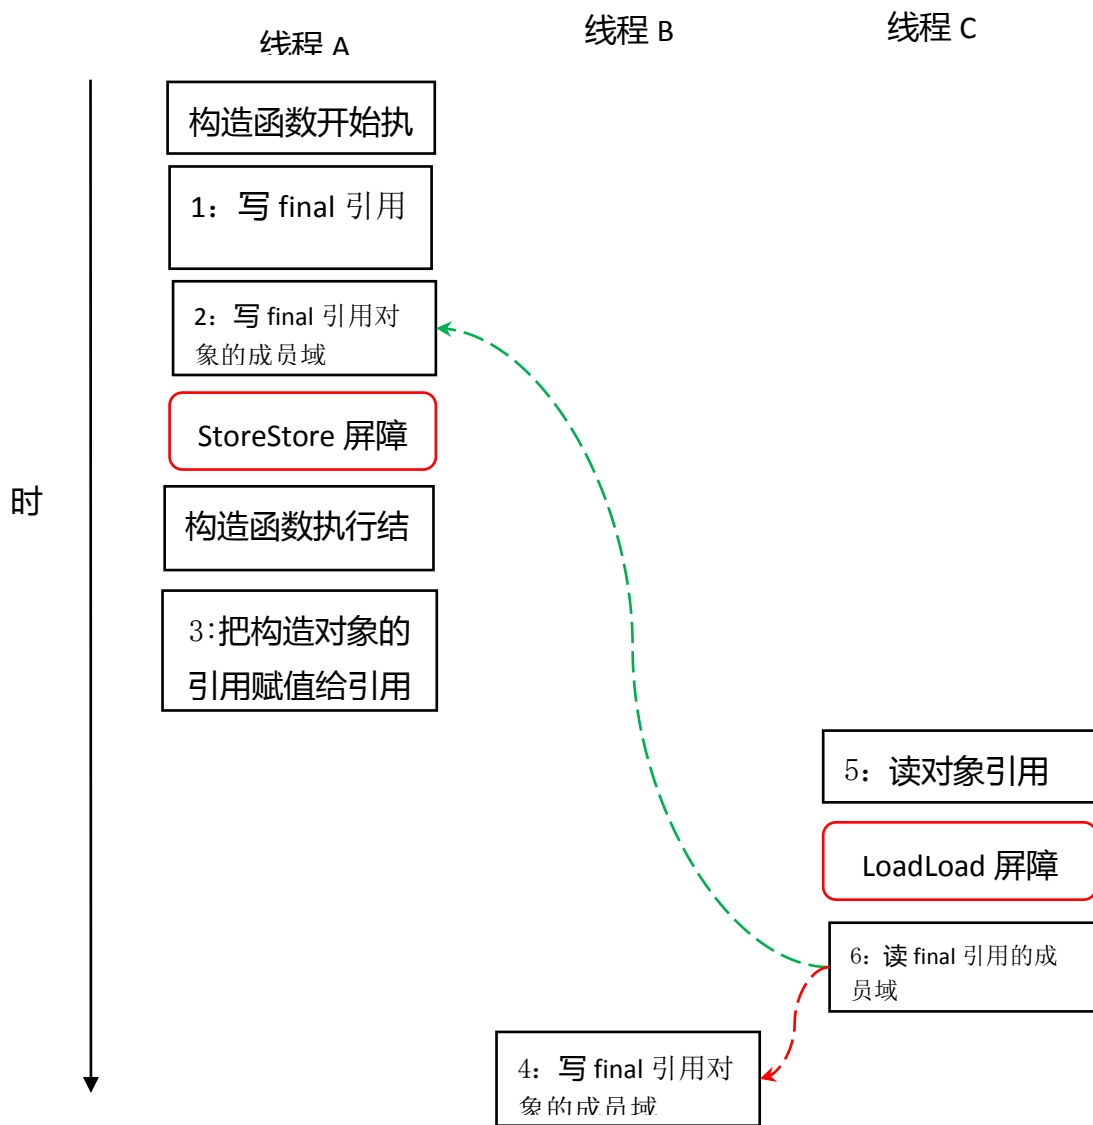 线程 A
线程 B
线程 C
构造函数开始执
1：写 final 引用
2：写 final 引用对
象的成员域
StoreStore 屏障
时
构造函数执行结
3:把构造对象的
引用赋值给引用
5：读对象引用
LoadLoad 屏障
6：读 final 引用的成
员域
4：写 final 引用对
象的成员域